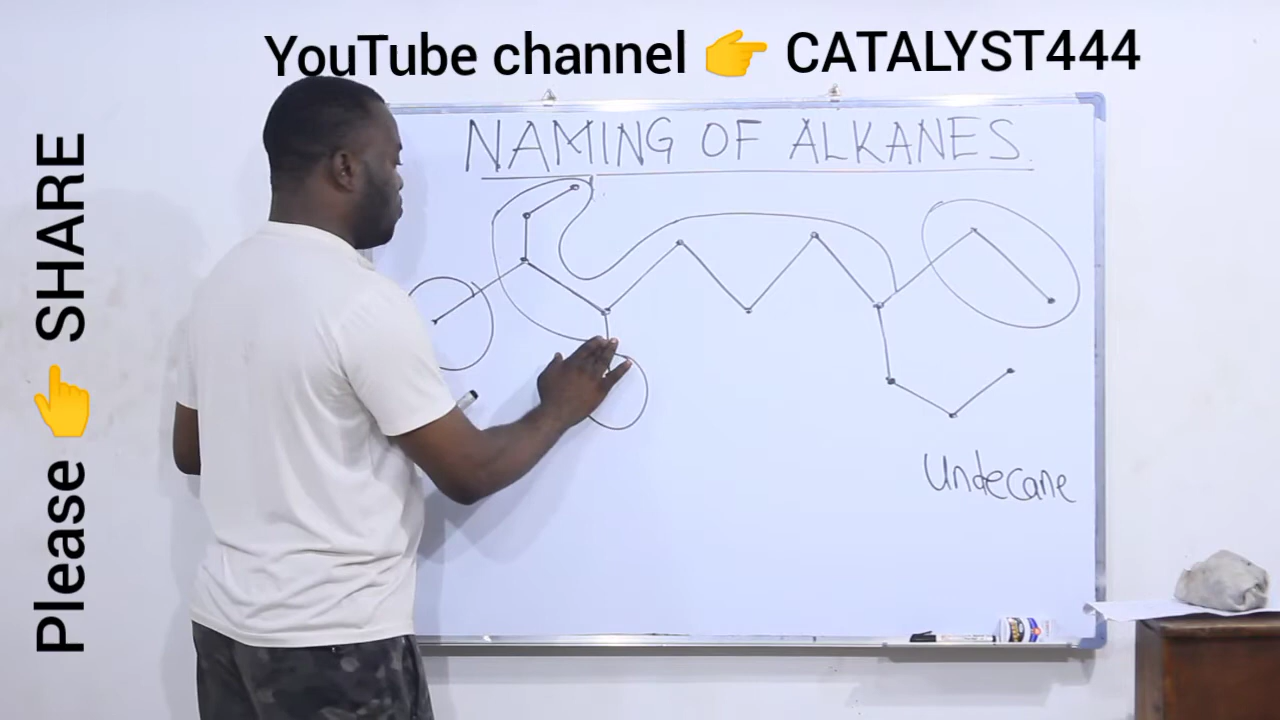 YouTube channel 👉 CATALYST444
Please 👉 SHARE
NAMING OF ALKANES.
Undecane